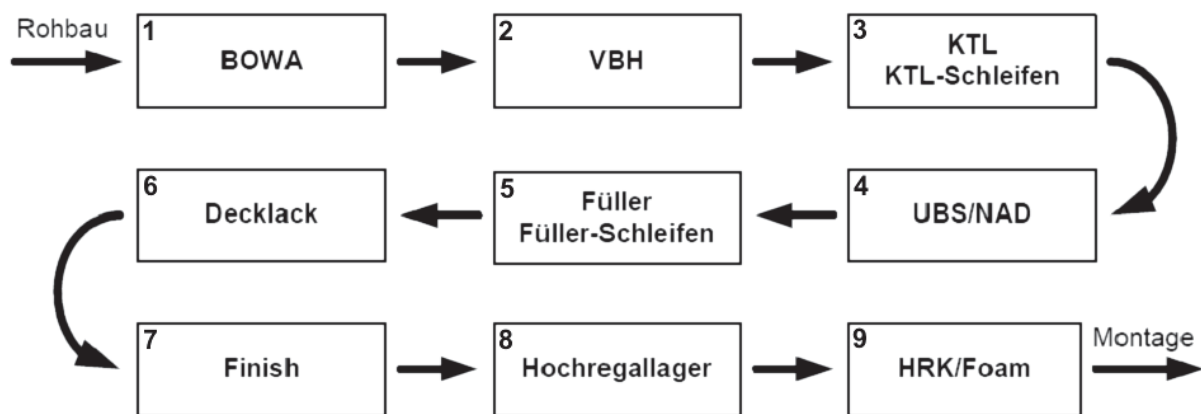 Rohbau
1
BOWA
2
VBH
3
KTL
KTL-Schleifen
4
UBS/NAD
5
Füller
Füller-Schleifen
6
Decklack
7
Finish
8
Hochregallager
9
HRK/Foam
Montage